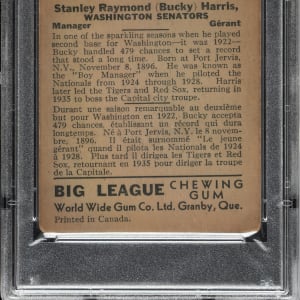 Stanley Raymond (Bucky) Harris,
WASHINGTON SENATORS
Manager Gérant
In one of the sparkling seasons when he played
second base for Washington—it was 1922—
Bucky handled 479 chances to set a record
that stood a long time. Born at Port Jervis,
N.Y., November 8, 1896. He was known as
the "Boy Manager" when he piloted the
Nationals from 1924 through 1928. Harris
later led the Tigers and Red Sox, returning
in 1935 to boss the Capital city troupe.
Durant une saison remarquable au deuxième
but pour Washington en 1922, Bucky accepta
479 chances, établissant un récord qui dura
longtemps. Né à Port Jervis, N.Y. le 8 novem-
bre, 1896. Il était surnommé "Le jeune
gérant" quand il pilota les Nationals de 1924
à 1928. Plus tard il dirigea les Tigers et Red
Sox, retournant en 1935 pour diriger la troupe
de la Capitale.
BIG LEAGUE CHEWING GUM
World Wide Gum Co. Ltd. Granby, Que.
Printed in Canada.